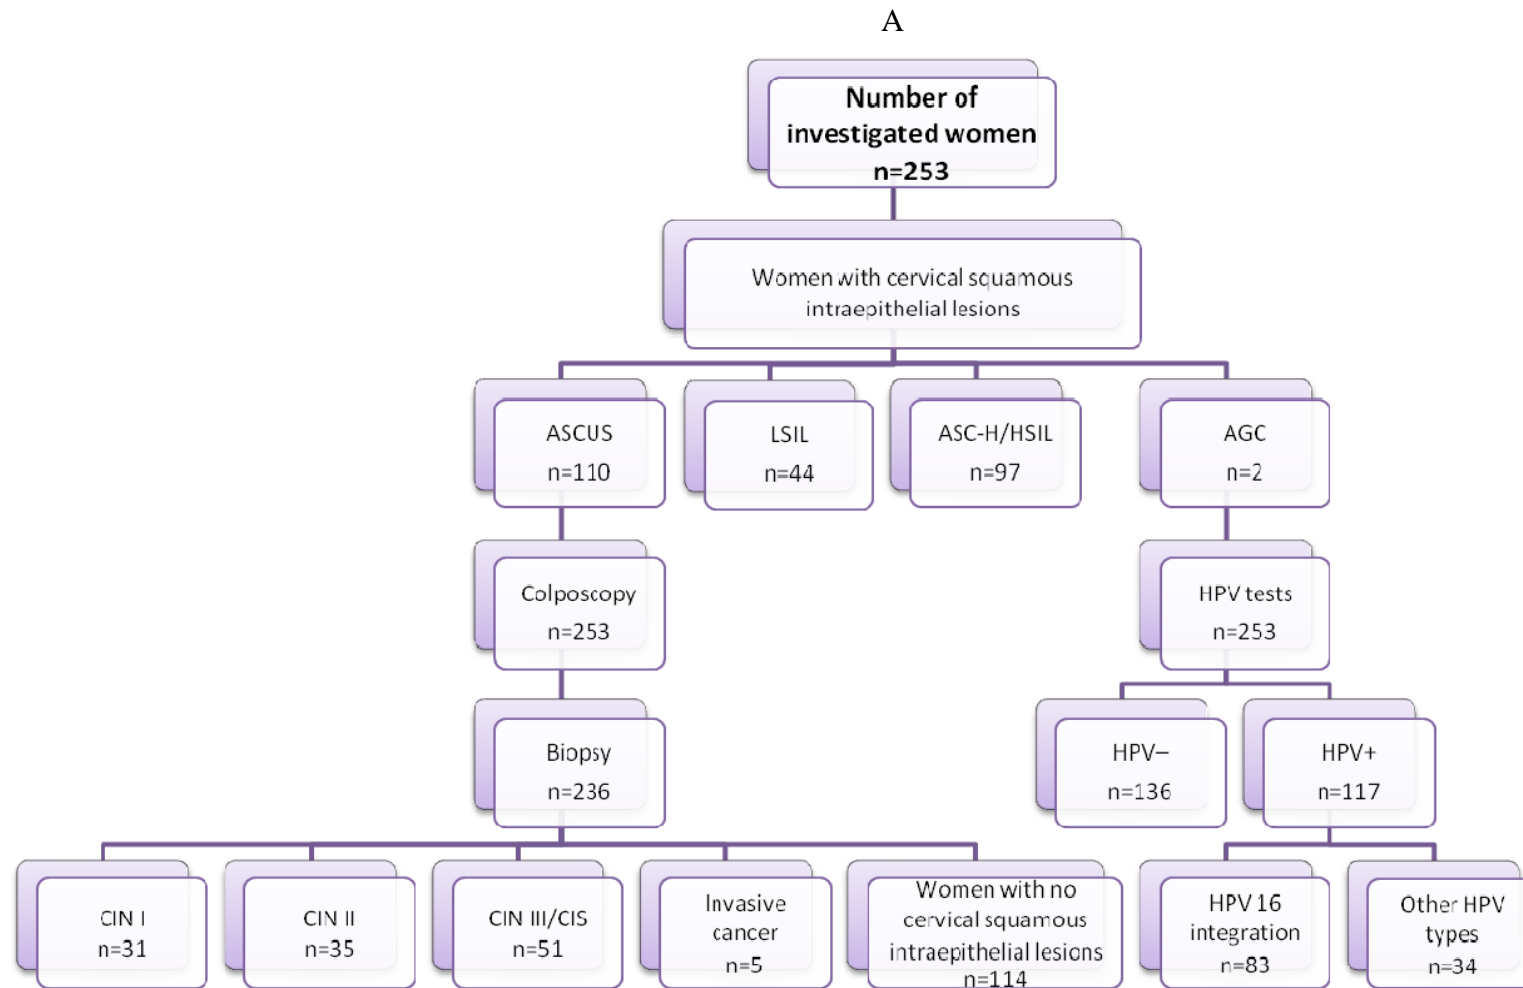 A
Number of
investigated women
n=253
Women with cervical squamous
intraepithelial lesions
ASCUS
n=110
LSIL
n=44
ASC-H/HSIL
n=97
AGC
n=2
Colposcopy
n=253
HPV tests
n=253
Biopsy
n=236
HPV–
n=136
HPV+
n=117
CIN I
n=31
CIN II
n=35
CIN III/CIS
n=51
Invasive
cancer
n=5
Women with no
cervical squamous
intraepithelial lesions
n=114
HPV 16
integration
n=83
Other HPV
types
n=34